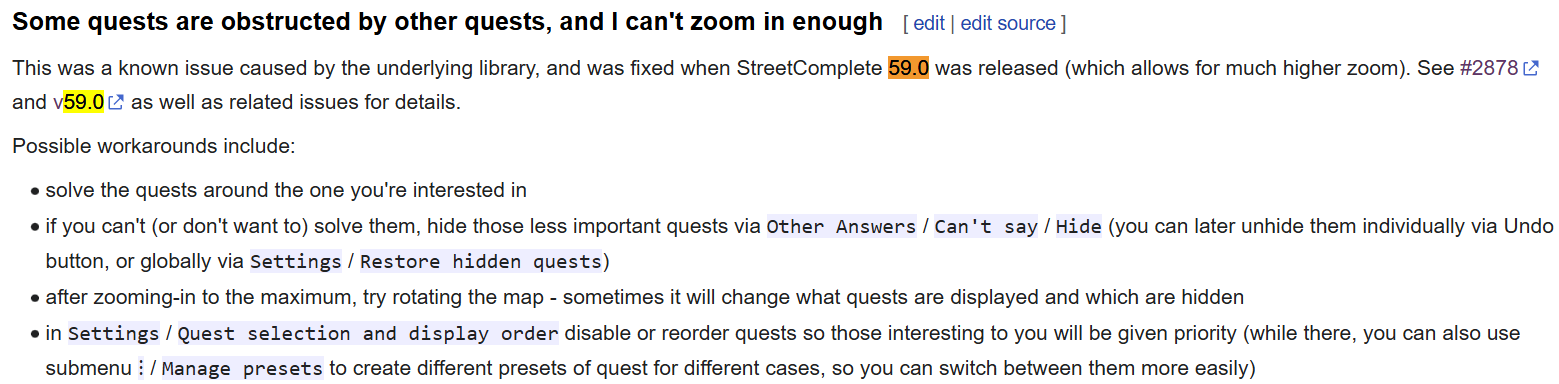 Some quests are obstructed by other quests, and I can't zoom in enough [ edit | edit source ]
This was a known issue caused by the underlying library, and was fixed when StreetComplete 59.0 was released (which allows for much higher zoom). See #2878
and v59.0 as well as related issues for details.
Possible workarounds include:
• solve the quests around the one you're interested in
• if you can't (or don't want to) solve them, hide those less important quests via Other Answers / Can't say / Hide (you can later unhide them individually via Undo
button, or globally via Settings / Restore hidden quests)
• after zooming-in to the maximum, try rotating the map - sometimes it will change what quests are displayed and which are hidden
• in Settings / Quest selection and display order disable or reorder quests so those interesting to you will be given priority (while there, you can also use
submenu ⋮ / Manage presets to create different presets of quest for different cases, so you can switch between them more easily)